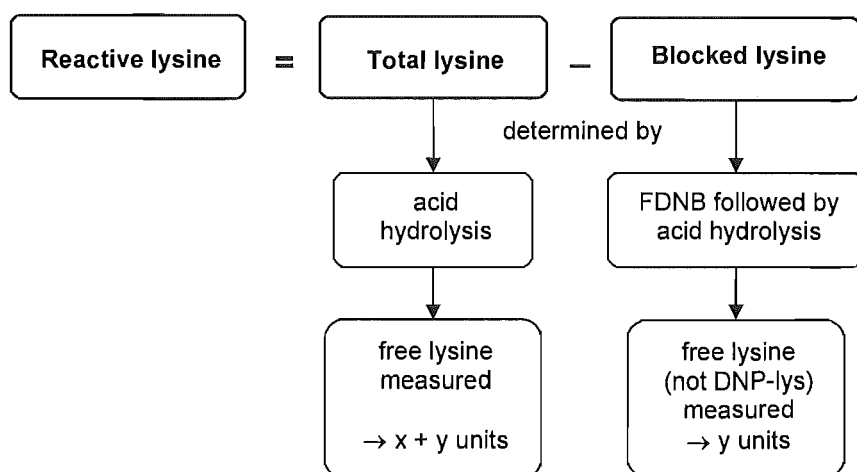 Reactive lysine = Total lysine – Blocked lysine
determined by
acid
hydrolysis
FDNB followed by
acid hydrolysis
free lysine
measured
→ x + y units
free lysine
(not DNP-lys)
measured
→ y units